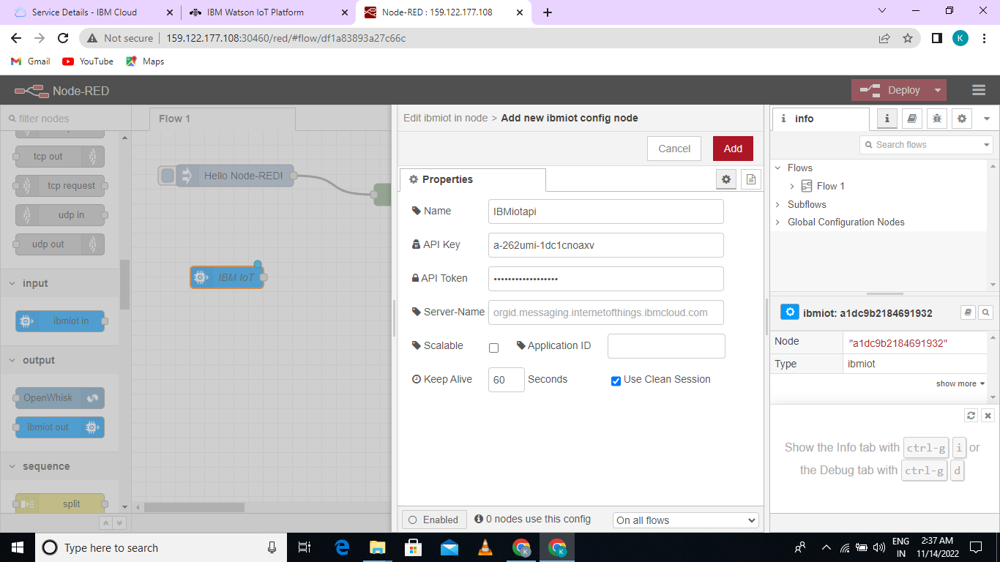 Service Details - IBM Cloud
IBM Watson IoT Platform
Node-RED : 159.122.177.108
Not secure
159.122.177.108:30460/red/#flow/df1a83893a27c66c
K
Gmail
YouTube
Maps
Node-RED
Deploy
filter nodes
Flow 1
Edit ibmiot in node > Add new ibmiot config node
i info
i
Cancel
Add
Search flows
tcp out
tcp request
udp in
udp out
input
ibmiot in
output
OpenWhisk
ibmiot out
sequence
split
Hello Node-RED!
IBM IoT
Properties
Name
IBMiotapi
API Key
a-262umi-1dc1cnoaxv
API Token
••••••••••••••••••
Server-Name
orgid.messaging.internetofthings.ibmcloud.com
Scalable
Application ID
Keep Alive
60
Seconds
Use Clean Session
Enabled
0 nodes use this config
On all flows
Flows
Flow 1
Subflows
Global Configuration Nodes
ibmiot: a1dc9b2184691932
Node
"a1dc9b2184691932"
Type
ibmiot
show more
Show the Info tab with ctrl-g i or
the Debug tab with ctrl-g d
Type here to search
K
K
ENG
IN
2:37 AM
11/14/2022